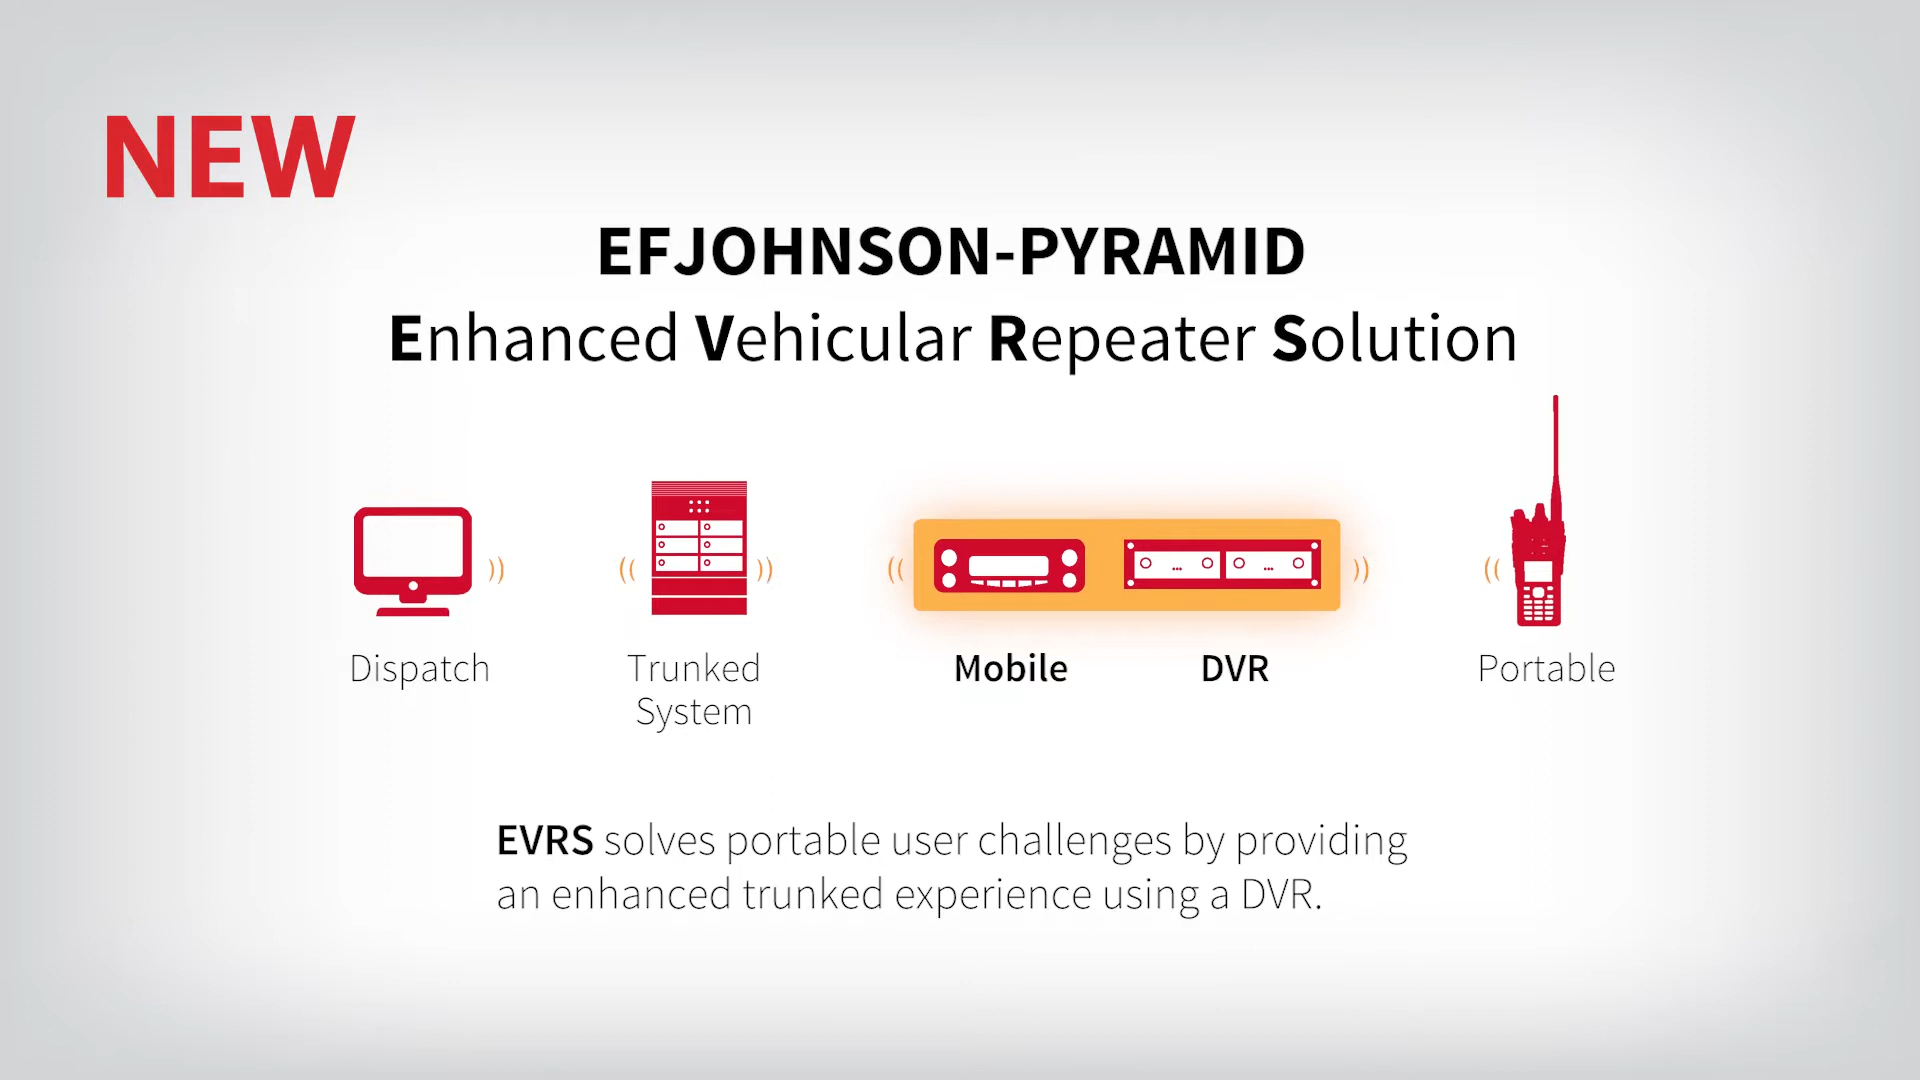 NEW
EFJOHNSON-PYRAMID
Enhanced Vehicular Repeater Solution
Dispatch
Trunked
System
Mobile
DVR
Portable
EVRS solves portable user challenges by providing
an enhanced trunked experience using a DVR.